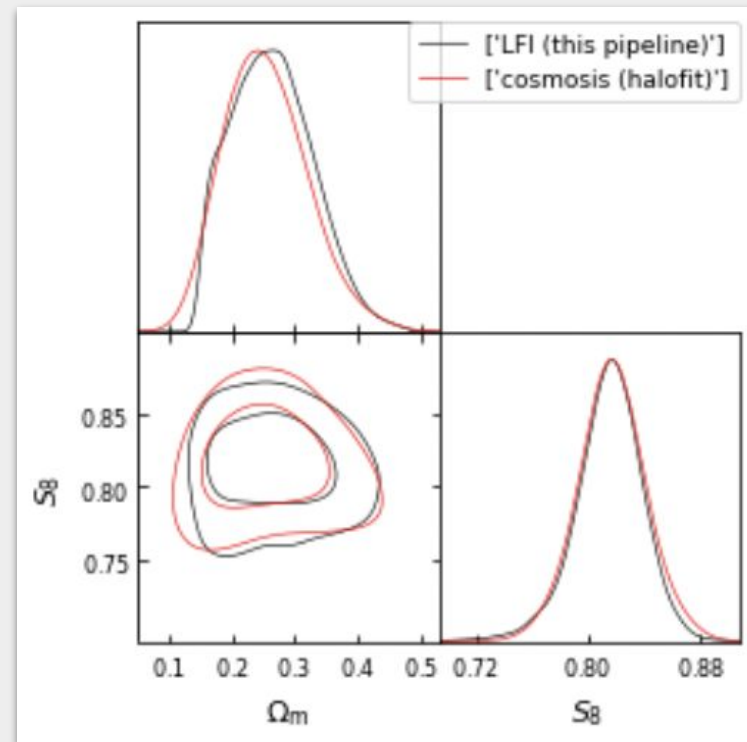 ['LFI (this pipeline)']
['cosmosis (halofit)']
0.85
0.80
0.75
S₈
0.1 0.2 0.3 0.4 0.5 0.72 0.80 0.88
Ωₘ S₈